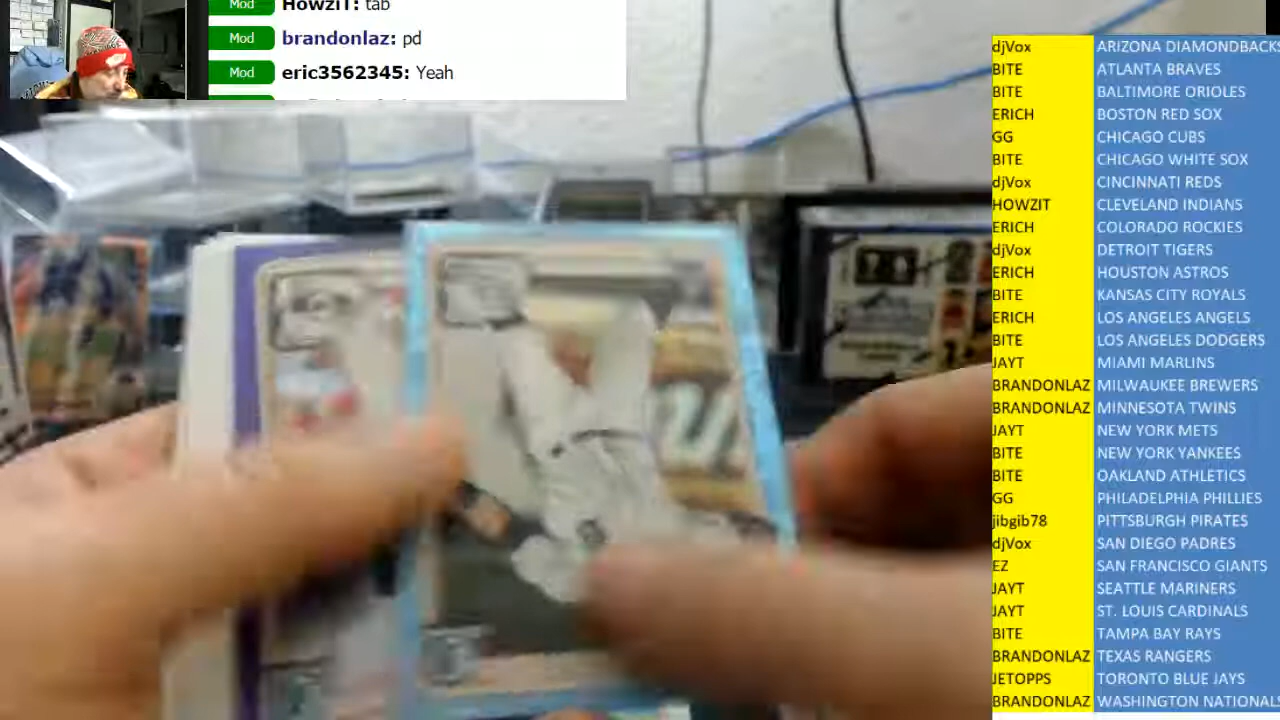 Mod HowziT: tab
Mod brandonlaz: pd
Mod eric3562345: Yeah
djVox ARIZONA DIAMONDBACKS
BITE ATLANTA BRAVES
BITE BALTIMORE ORIOLES
ERICH BOSTON RED SOX
GG CHICAGO CUBS
BITE CHICAGO WHITE SOX
djVox CINCINNATI REDS
HOWZIT CLEVELAND INDIANS
ERICH COLORADO ROCKIES
djVox DETROIT TIGERS
ERICH HOUSTON ASTROS
BITE KANSAS CITY ROYALS
ERICH LOS ANGELES ANGELS
BITE LOS ANGELES DODGERS
JAYT MIAMI MARLINS
BRANDONLAZ MILWAUKEE BREWERS
BRANDONLAZ MINNESOTA TWINS
JAYT NEW YORK METS
BITE NEW YORK YANKEES
BITE OAKLAND ATHLETICS
GG PHILADELPHIA PHILLIES
jibgib78 PITTSBURGH PIRATES
djVox SAN DIEGO PADRES
EZ SAN FRANCISCO GIANTS
JAYT SEATTLE MARINERS
JAYT ST. LOUIS CARDINALS
BITE TAMPA BAY RAYS
BRANDONLAZ TEXAS RANGERS
JETOPPS TORONTO BLUE JAYS
BRANDONLAZ WASHINGTON NATIONALS